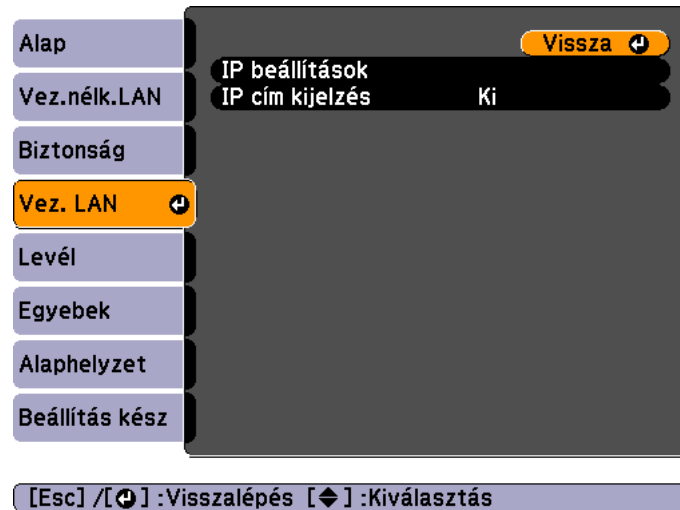 Alap
Vez.nélk.LAN
Biztonság
Vez. LAN
Levél
Egyebek
Alaphelyzet
Beállítás kész
Vissza
IP beállítások
IP cím kijelzés Ki
[Esc] /[⏎] :Visszalépés [◆] :Kiválasztás